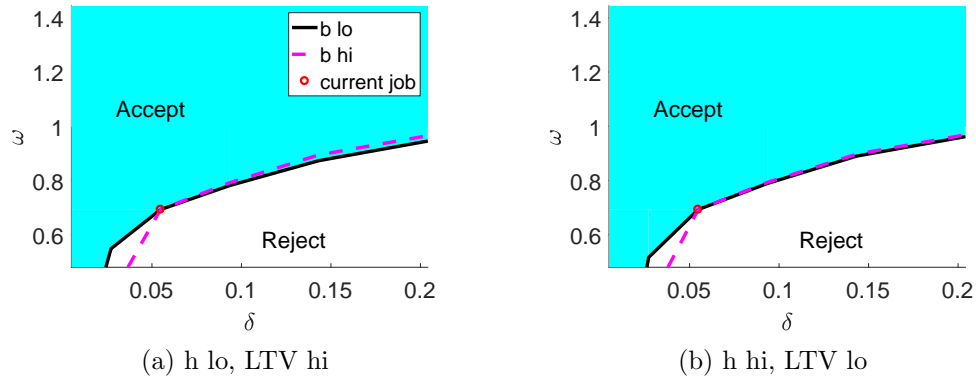 1.4
1.2
1
0.8
0.6
ω
b lo
b hi
current job
Accept
Reject
0.05
0.1
0.15
0.2
δ
(a) h lo, LTV hi
1.4
1.2
1
0.8
0.6
ω
Accept
Reject
0.05
0.1
0.15
0.2
δ
(b) h hi, LTV lo